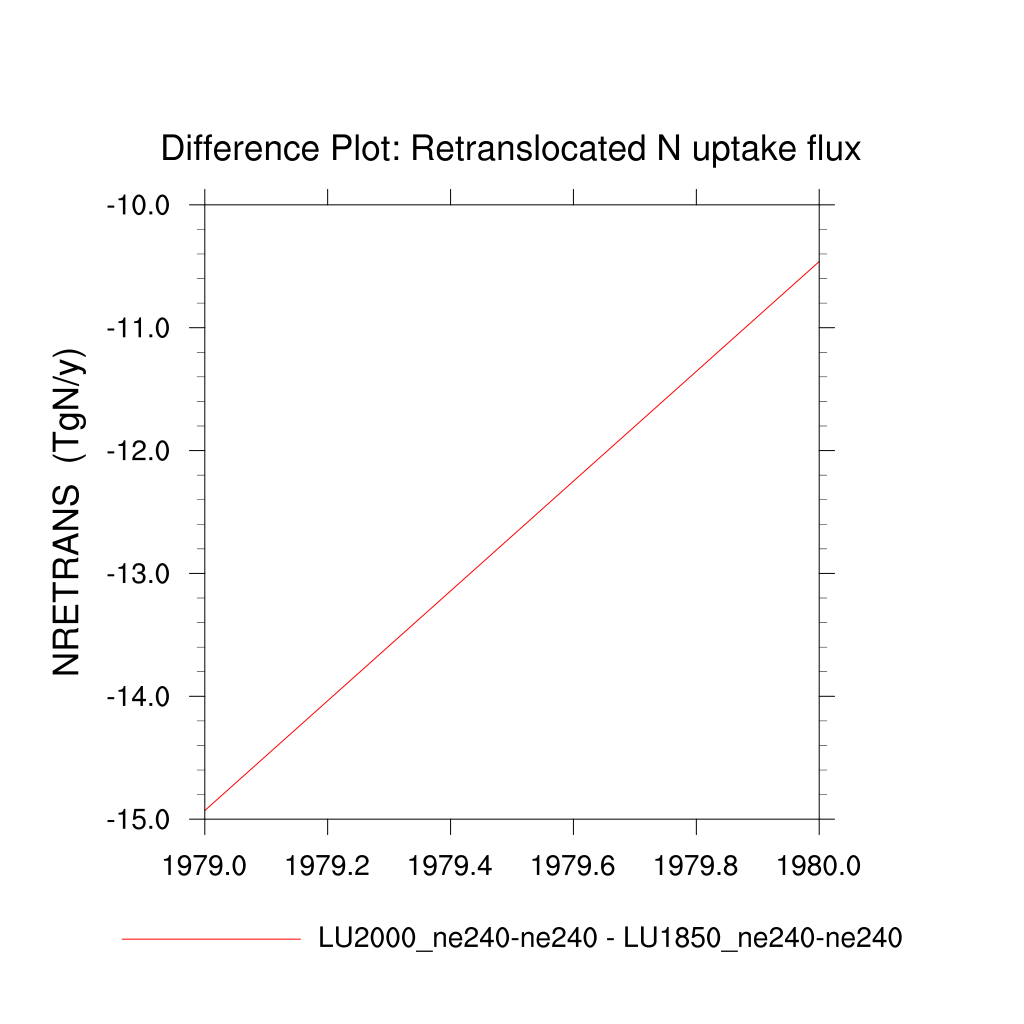 Difference Plot: Retranslocated N uptake flux
NRETRANS (TgN/y)
-10.0
-11.0
-12.0
-13.0
-14.0
-15.0
1979.0 1979.2 1979.4 1979.6 1979.8 1980.0
LU2000_ne240-ne240 - LU1850_ne240-ne240